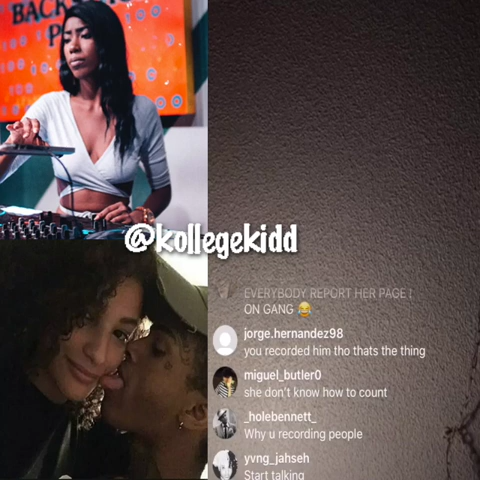 @kollegekidd
EVERYBODY REPORT HER PAGE !
ON GANG 😂
jorge.hernandez98
you recorded him tho thats the thing
miguel_butler0
she don't know how to count
_holebennett_
Why u recording people
yvng_jahseh
Start talking